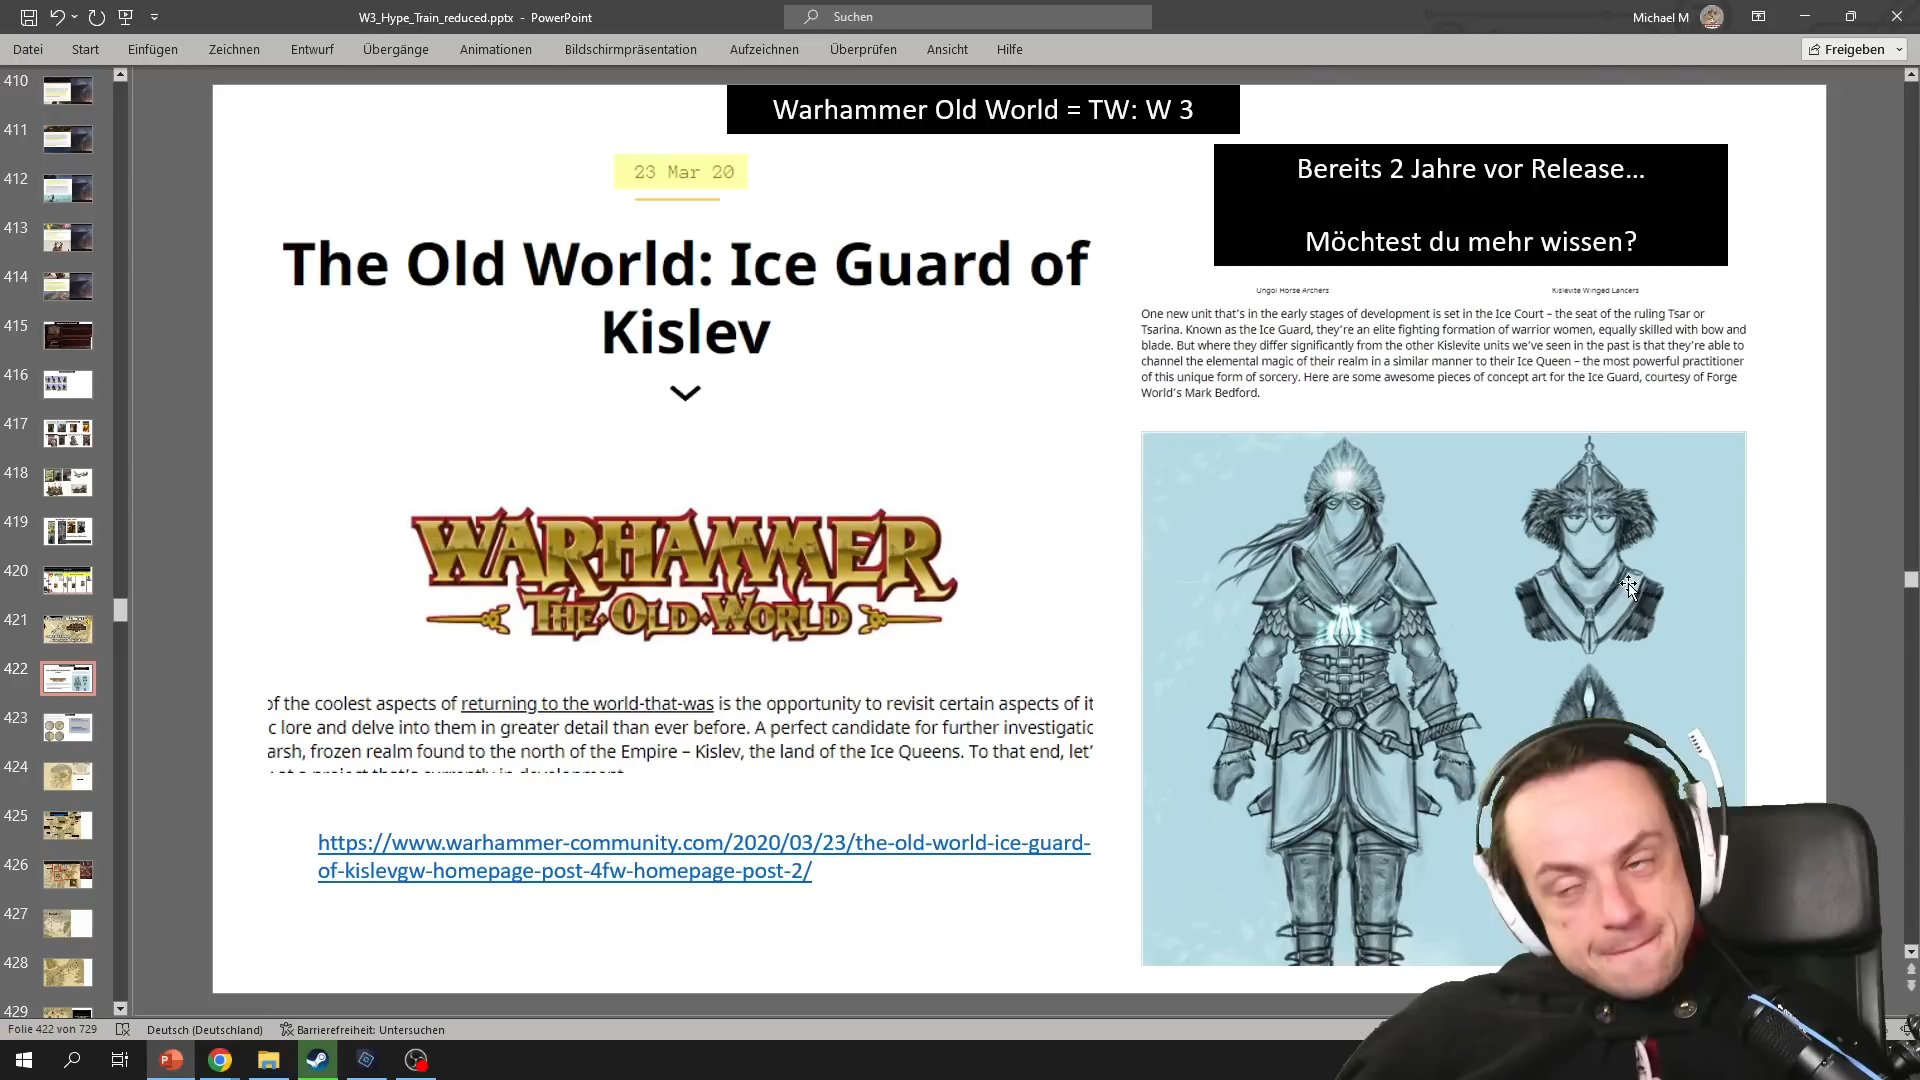 W3_Hype_Train_reduced.pptx - PowerPoint
Suchen
Michael M
Datei Start Einfügen Zeichnen Entwurf Übergänge Animationen Bildschirmpräsentation Aufzeichnen Überprüfen Ansicht Hilfe
Freigeben
410
411
412
413
414
415
416
417
418
419
420
421
422
423
424
425
426
427
428
429
Warhammer Old World = TW: W 3
23 Mar 20
The Old World: Ice Guard of
Kislev
WARHAMMER
THE OLD WORLD
of the coolest aspects of returning to the world-that-was is the opportunity to revisit certain aspects of it
c lore and delve into them in greater detail than ever before. A perfect candidate for further investigatic
arsh, frozen realm found to the north of the Empire – Kislev, the land of the Ice Queens. To that end, let’
https://www.warhammer-community.com/2020/03/23/the-old-world-ice-guard-
of-kislevgw-homepage-post-4fw-homepage-post-2/
Bereits 2 Jahre vor Release...
Möchtest du mehr wissen?
Ungol Horse Archers
Kislevite Winged Lancers
One new unit that’s in the early stages of development is set in the Ice Court – the seat of the ruling Tsar or
Tsarina. Known as the Ice Guard, they’re an elite fighting formation of warrior women, equally skilled with bow and
blade. But where they differ significantly from the other Kislevite units we’ve seen in the past is that they’re able to
channel the elemental magic of their realm in a similar manner to their Ice Queen – the most powerful practitioner
of this unique form of sorcery. Here are some awesome pieces of concept art for the Ice Guard, courtesy of Forge
World’s Mark Bedford.
Folie 422 von 729
Deutsch (Deutschland)
Barrierefreiheit: Untersuchen